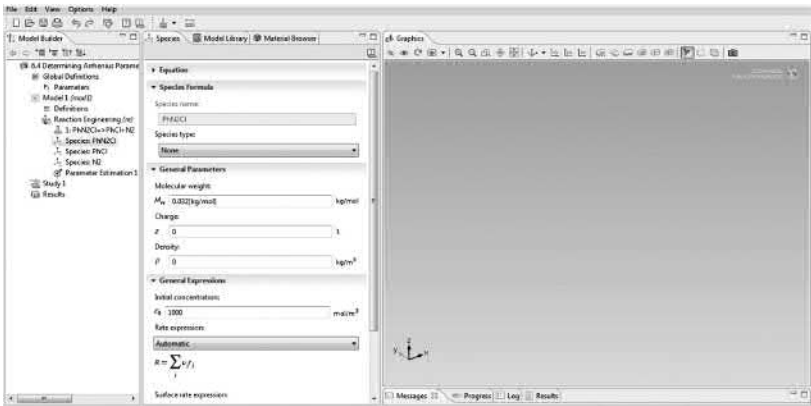 File Edit View Options Help
Model Builder
Species
Model Library
Material Browser
Graphics
6.4 Determining Arrhenius Parame
Global Definitions
Parameters
Model 1 (mod1)
Definitions
Reaction Engineering (re)
1: PhN2Cl=>PhCl+N2
Species: PhN2Cl
Species: PhCl
Species: N2
Parameter Estimation 1
Study 1
Results
Equation
Species Formula
Species name:
PhN2Cl
Species type:
None
General Parameters
Molecular weight:
Mw 0.032[kg/mol] kg/mol
Charge:
z 0 1
Density:
ρ 0 kg/m³
General Expressions
Initial concentration:
c0 1000 mol/m³
Rate expression:
Automatic
Surface rate expression:
y z x
Messages Progress Log Results